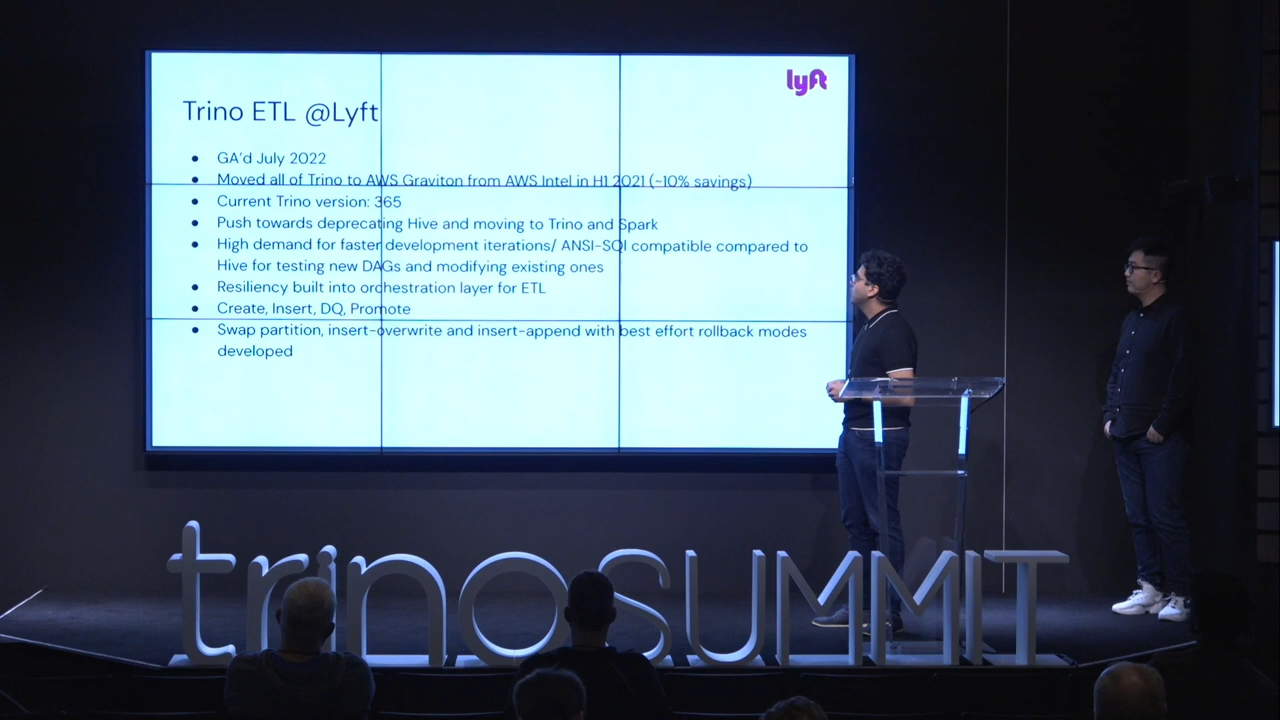 lyft
Trino ETL @Lyft
● GA'd July 2022
● Moved all of Trino to AWS Graviton from AWS Intel in H1 2021 (~10% savings)
● Current Trino version: 365
● Push towards deprecating Hive and moving to Trino and Spark
● High demand for faster development iterations/ ANSI-SQl compatible compared to
Hive for testing new DAGs and modifying existing ones
● Resiliency built into orchestration layer for ETL
● Create, Insert, DQ, Promote
● Swap partition, insert-overwrite and insert-append with best effort rollback modes
developed
trinoSUMMIT